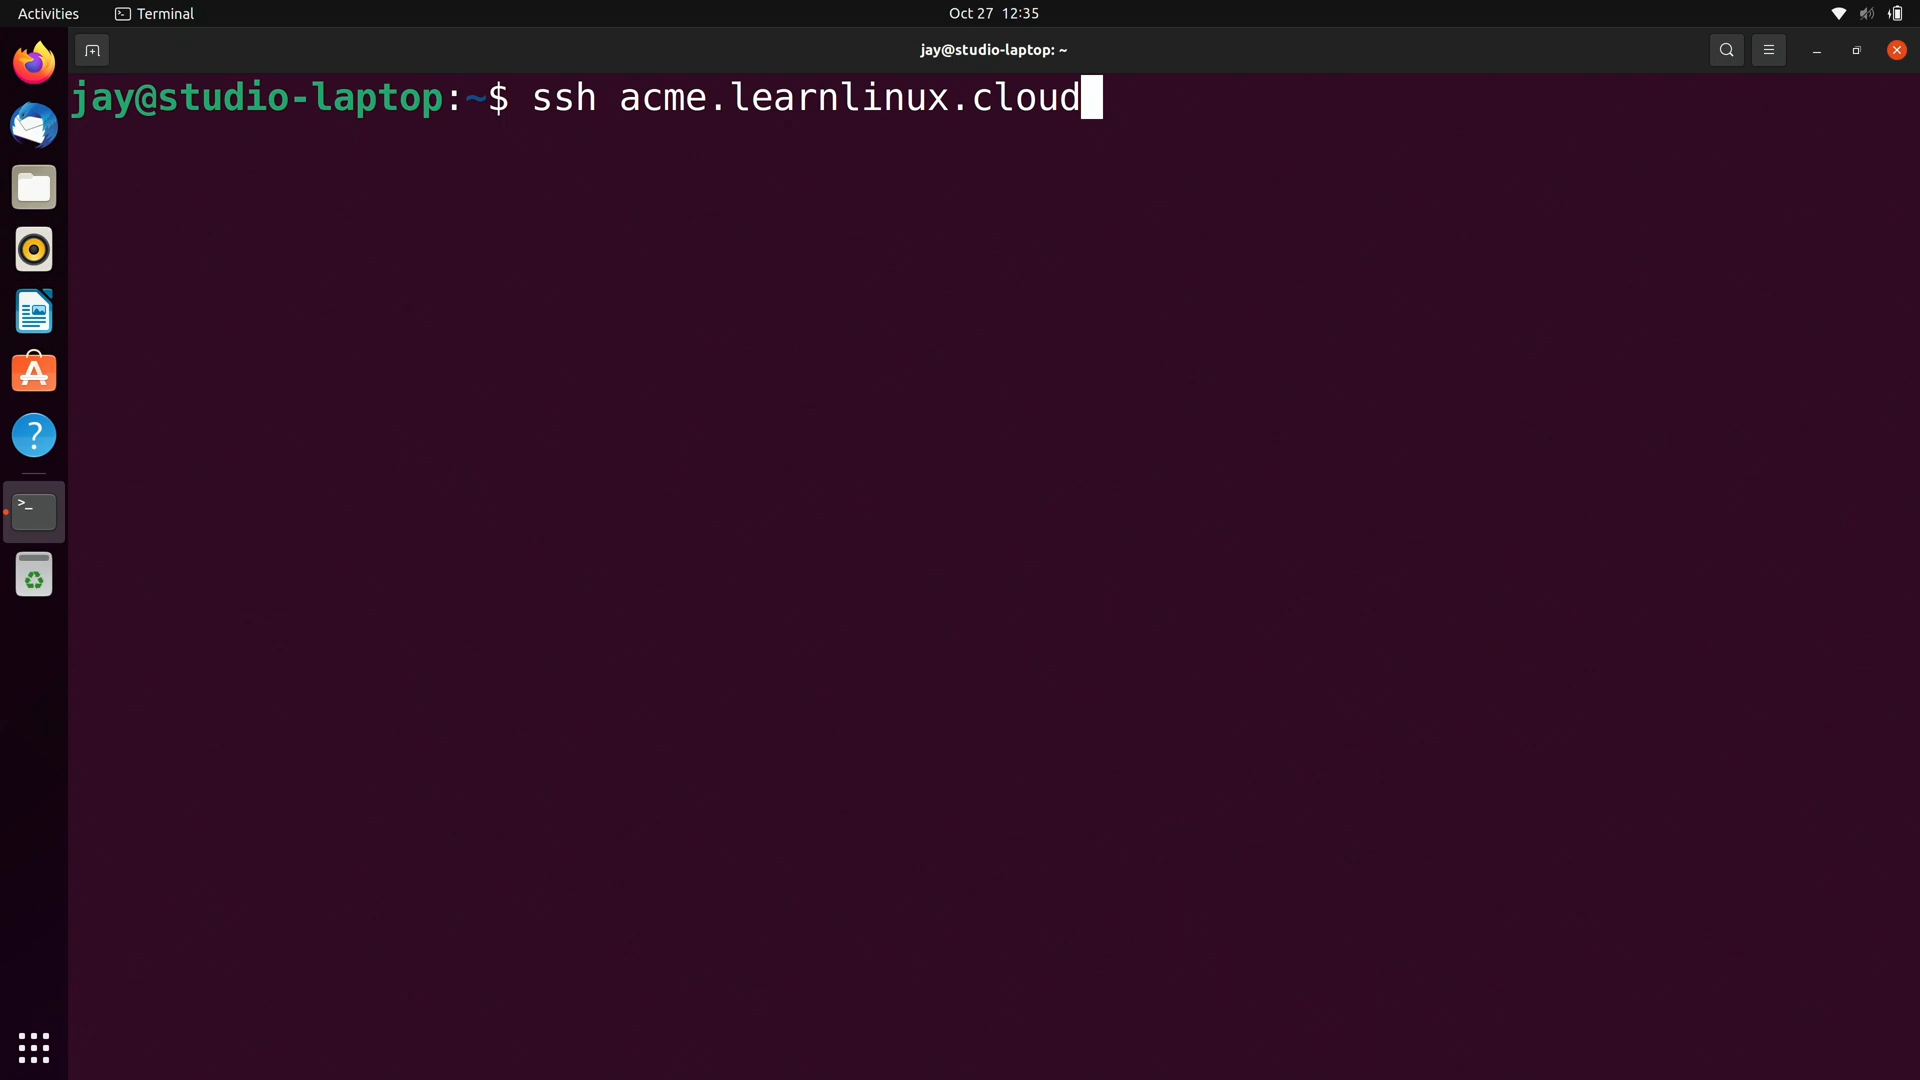 Activities Terminal Oct 27 12:35
jay@studio-laptop: ~
jay@studio-laptop:~$ ssh acme.learnlinux.cloud